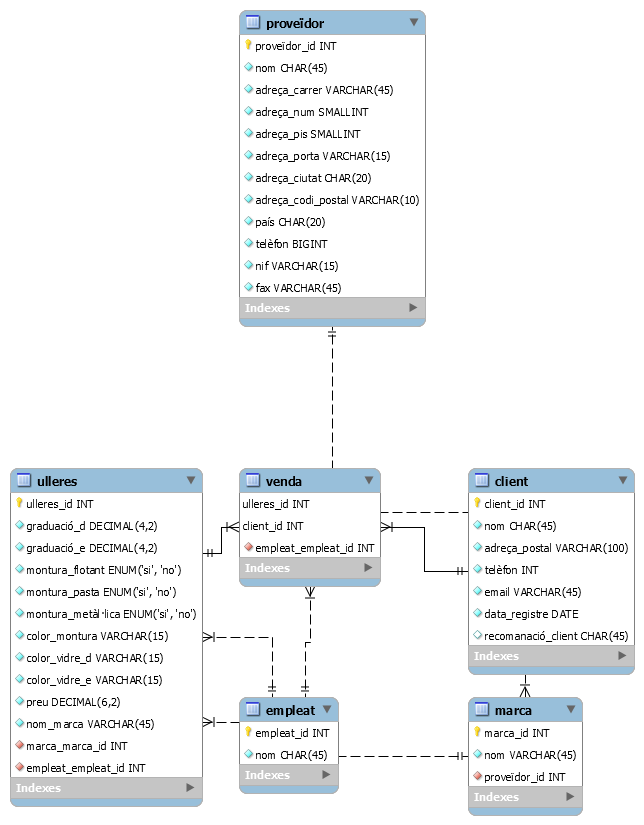 proveïdor
proveïdor_id INT
nom CHAR(45)
adreça_carrer VARCHAR(45)
adreça_num SMALLINT
adreça_pis SMALLINT
adreça_porta VARCHAR(15)
adreça_ciutat CHAR(20)
adreça_codi_postal VARCHAR(10)
país CHAR(20)
telèfon BIGINT
nif VARCHAR(15)
fax VARCHAR(45)
Indexes
ulleres
ulleres_id INT
graduació_d DECIMAL(4,2)
graduació_e DECIMAL(4,2)
montura_flotant ENUM('si', 'no')
montura_pasta ENUM('si', 'no')
montura_metàl·lica ENUM('si', 'no')
color_montura VARCHAR(15)
color_vidre_d VARCHAR(15)
color_vidre_e VARCHAR(15)
preu DECIMAL(6,2)
nom_marca VARCHAR(45)
marca_marca_id INT
empleat_empleat_id INT
Indexes
venda
ulleres_id INT
client_id INT
empleat_empleat_id INT
Indexes
client
client_id INT
nom CHAR(45)
adreça_postal VARCHAR(100)
telèfon INT
email VARCHAR(45)
data_registre DATE
recomanació_client CHAR(45)
Indexes
empleat
empleat_id INT
nom CHAR(45)
Indexes
marca
marca_id INT
nom VARCHAR(45)
proveïdor_id INT
Indexes